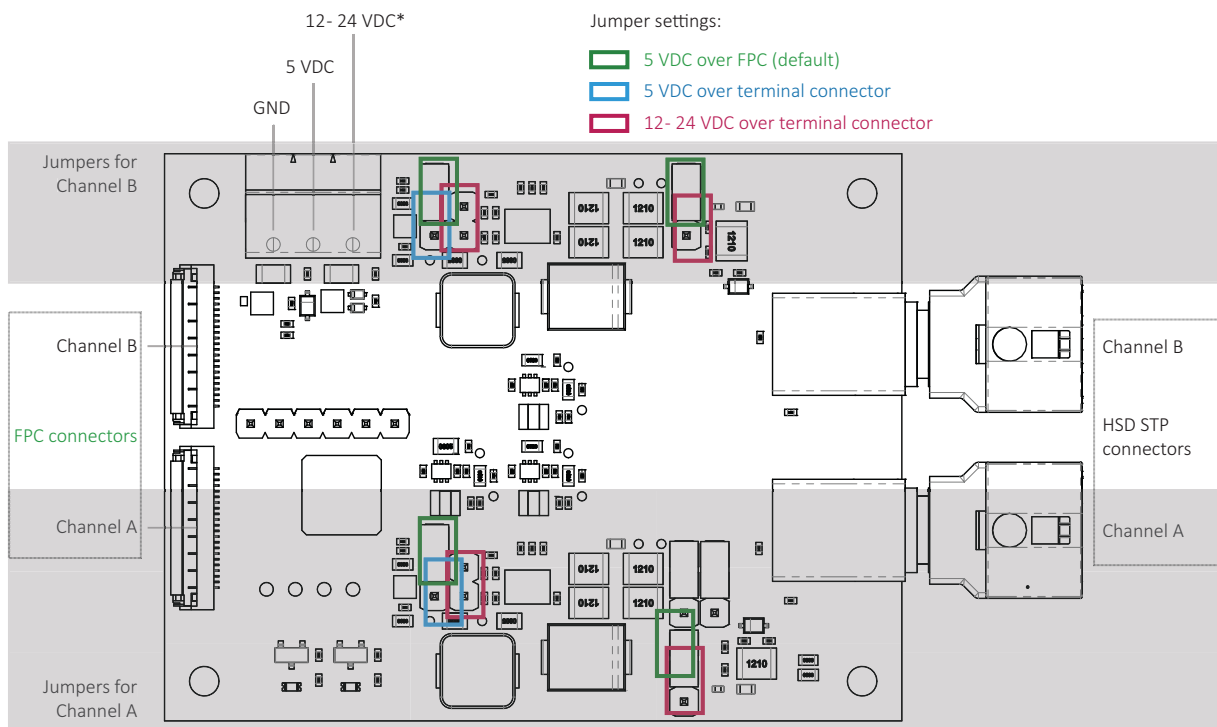 12- 24 VDC*
5 VDC
GND
Jumper settings:
5 VDC over FPC (default)
5 VDC over terminal connector
12- 24 VDC over terminal connector
Jumpers for
Channel B
1210
1210
1210
1210
1210
Channel B
FPC connectors
Channel A
Channel B
HSD STP
connectors
Channel A
1210
1210
1210
1210
1210
Jumpers for
Channel A